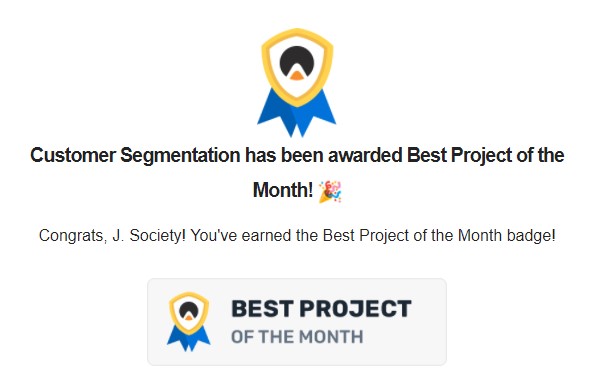 Customer Segmentation has been awarded Best Project of the
Month! 🎉
Congrats, J. Society! You've earned the Best Project of the Month badge!
BEST PROJECT
OF THE MONTH